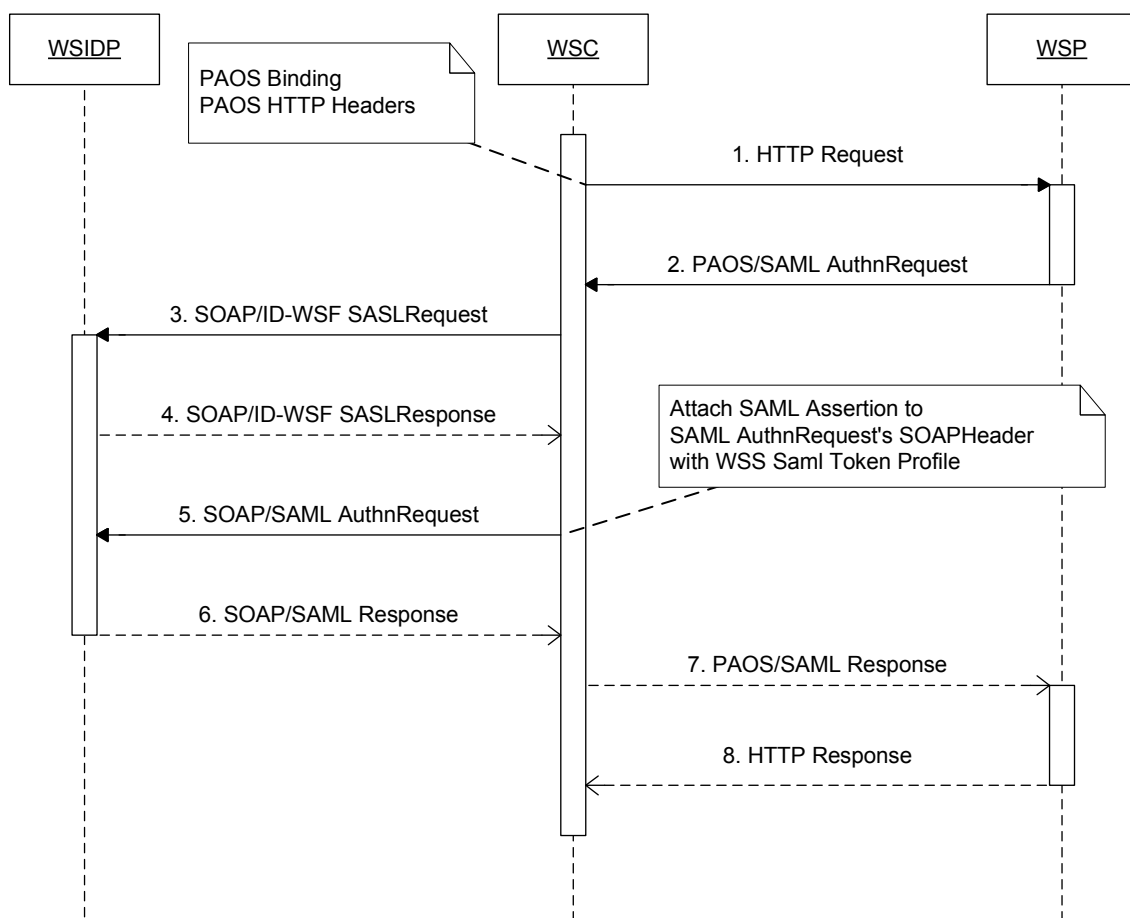 WSIDP
WSC
WSP
PAOS Binding
PAOS HTTP Headers
1. HTTP Request
2. PAOS/SAML AuthnRequest
3. SOAP/ID-WSF SASLRequest
4. SOAP/ID-WSF SASLResponse
Attach SAML Assertion to
SAML AuthnRequest's SOAPHeader
with WSS Saml Token Profile
5. SOAP/SAML AuthnRequest
6. SOAP/SAML Response
7. PAOS/SAML Response
8. HTTP Response